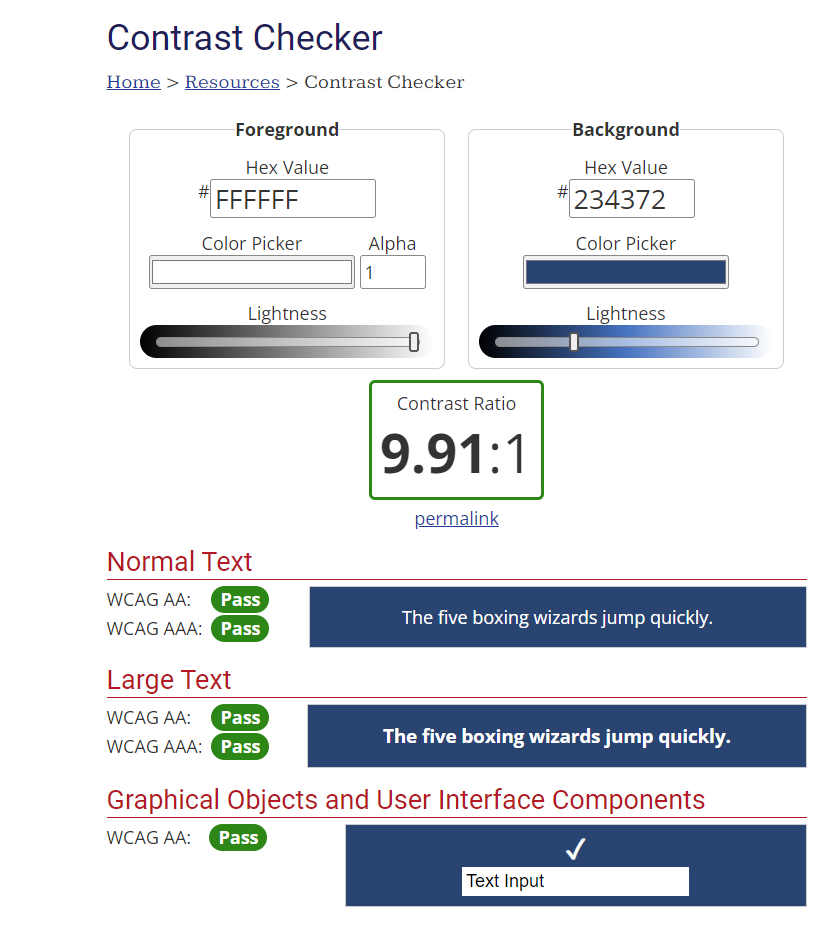 Contrast Checker
Home > Resources > Contrast Checker
Foreground
Hex Value
# FFFFFF
Color Picker Alpha
1
Lightness
Background
Hex Value
# 234372
Color Picker
Lightness
Contrast Ratio
9.91:1
permalink
Normal Text
WCAG AA: Pass
WCAG AAA: Pass
The five boxing wizards jump quickly.
Large Text
WCAG AA: Pass
WCAG AAA: Pass
The five boxing wizards jump quickly.
Graphical Objects and User Interface Components
WCAG AA: Pass
✓
Text Input